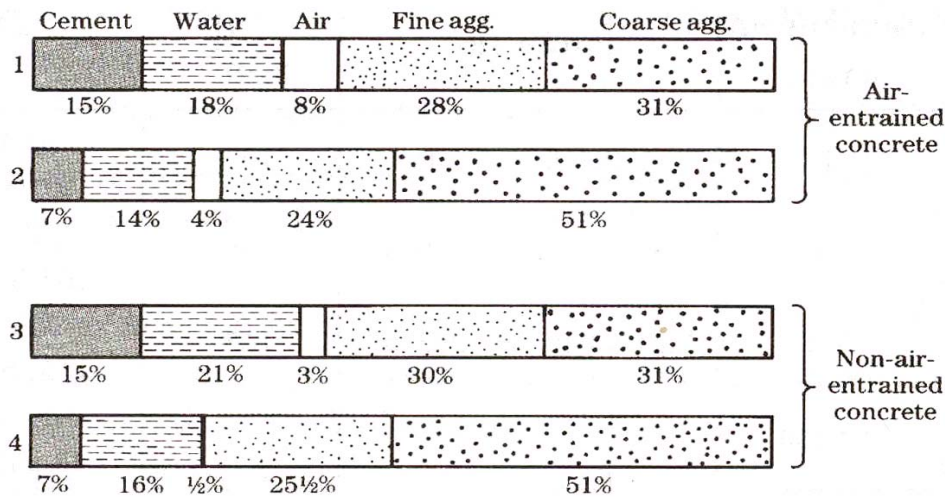 Cement Water Air Fine agg. Coarse agg.
1
15% 18% 8% 28% 31%
Air-
entrained
concrete
2
7% 14% 4% 24% 51%
3
15% 21% 3% 30% 31%
Non-air-
entrained
concrete
4
7% 16% ½% 25½% 51%